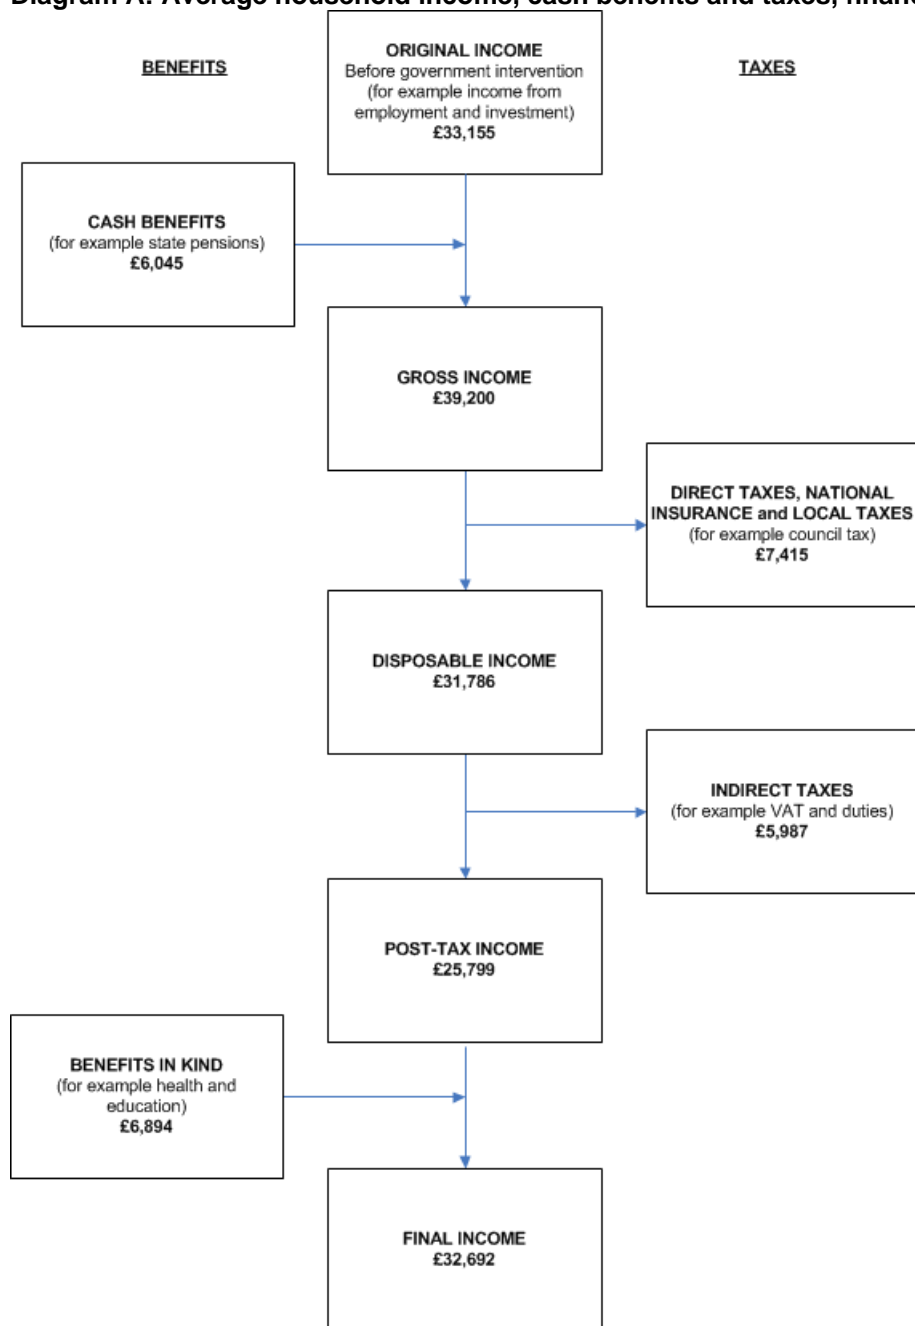 Diagram A: Average household income, cash benefits and taxes,
BENEFITS
TAXES
ORIGINAL INCOME
Before government intervention
(for example income from
employment and investment)
£33,155
CASH BENEFITS
(for example state pensions)
£6,045
GROSS INCOME
£39,200
DIRECT TAXES, NATIONAL
INSURANCE and LOCAL TAXES
(for example council tax)
£7,415
DISPOSABLE INCOME
£31,786
INDIRECT TAXES
(for example VAT and duties)
£5,987
POST-TAX INCOME
£25,799
BENEFITS IN KIND
(for example health and
education)
£6,894
FINAL INCOME
£32,692